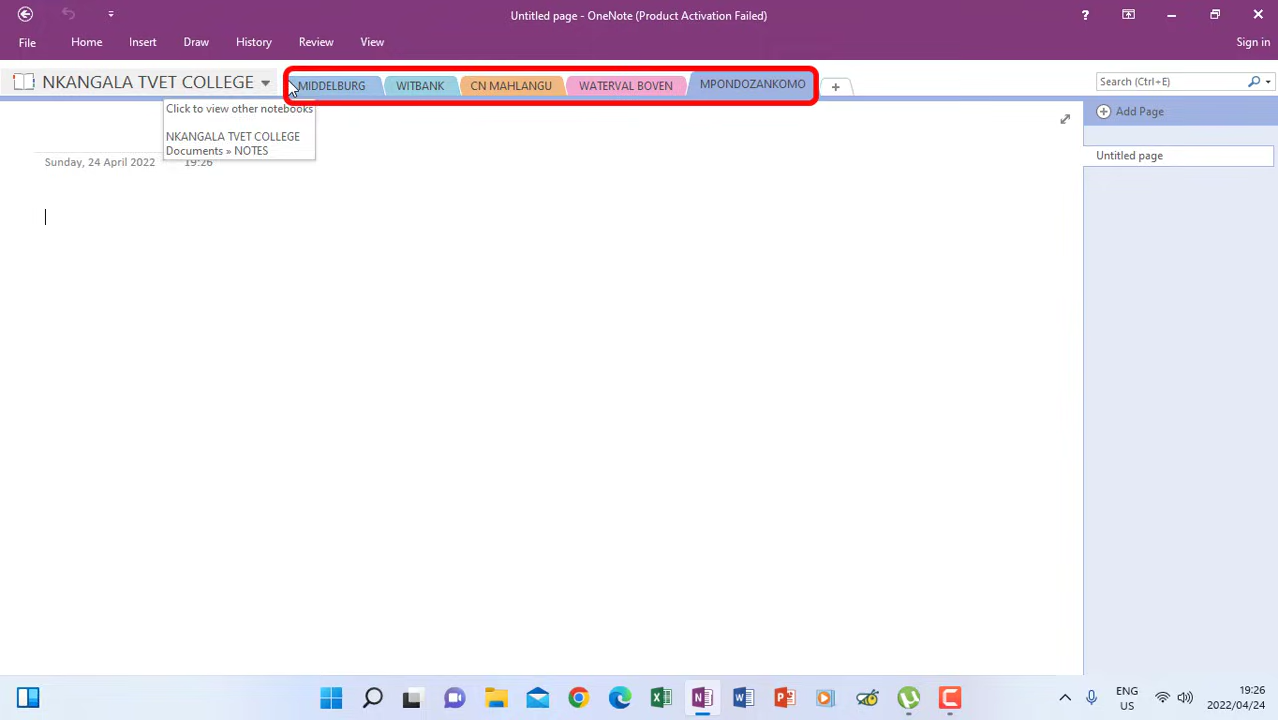 Untitled page - OneNote (Product Activation Failed)
?
File Home Insert Draw History Review View
Sign in
NKANGALA TVET COLLEGE
MIDDELBURG WITBANK CN MAHLANGU WATERVAL BOVEN MPONDOZANKOMO +
Search (Ctrl+E)
Click to view other notebooks
NKANGALA TVET COLLEGE
Documents » NOTES
Add Page
Sunday, 24 April 2022 19:26
Untitled page
ENG
US
19:26
2022/04/24